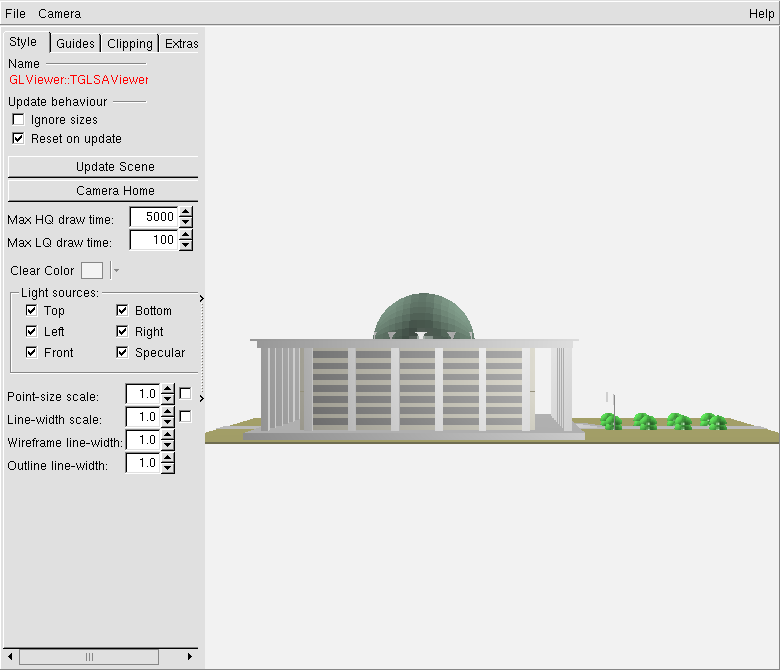 File Camera Help
Style Guides Clipping Extras
Name
GLViewer::TGLSAViewer
Update behaviour
Ignore sizes
Reset on update
Update Scene
Camera Home
Max HQ draw time: 5000
Max LQ draw time: 100
Clear Color
Light sources:
Top Bottom
Left Right
Front Specular
Point-size scale: 1.0
Line-width scale: 1.0
Wireframe line-width: 1.0
Outline line-width: 1.0